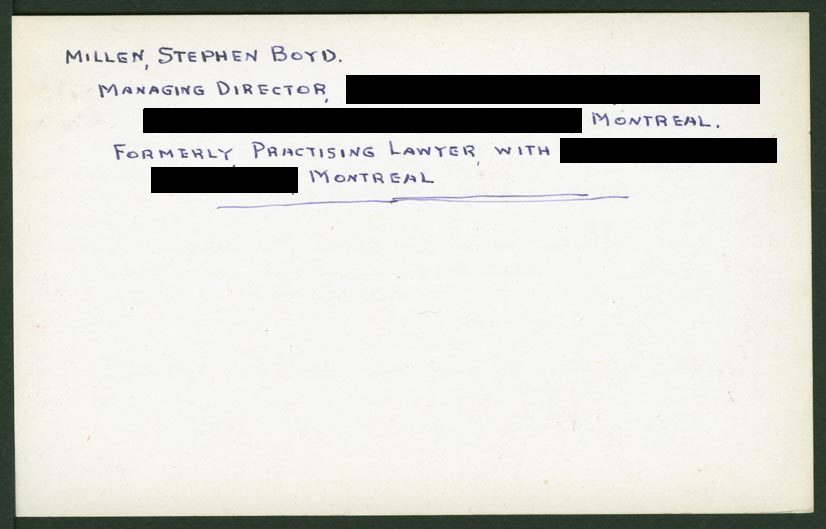 MILLEN, STEPHEN BOYD.
MANAGING DIRECTOR,
MONTREAL.
FORMERLY, PRACTISING LAWYER, WITH
, MONTREAL